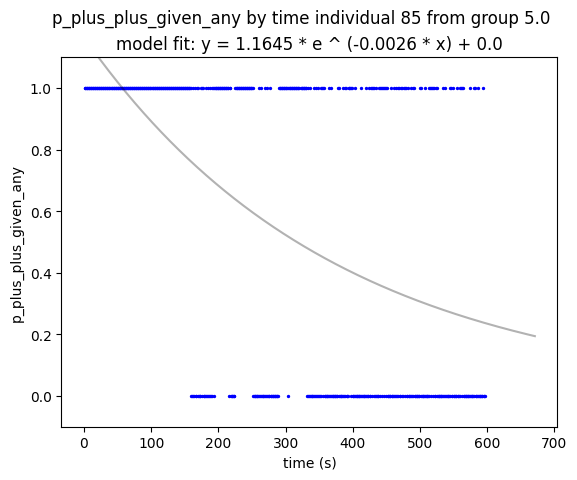 p_plus_plus_given_any by time individual 85 from group 5.0
model fit: y = 1.1645 * e ^ (-0.0026 * x) + 0.0
p_plus_plus_given_any
1.0
0.8
0.6
0.4
0.2
0.0
0 100 200 300 400 500 600 700
time (s)